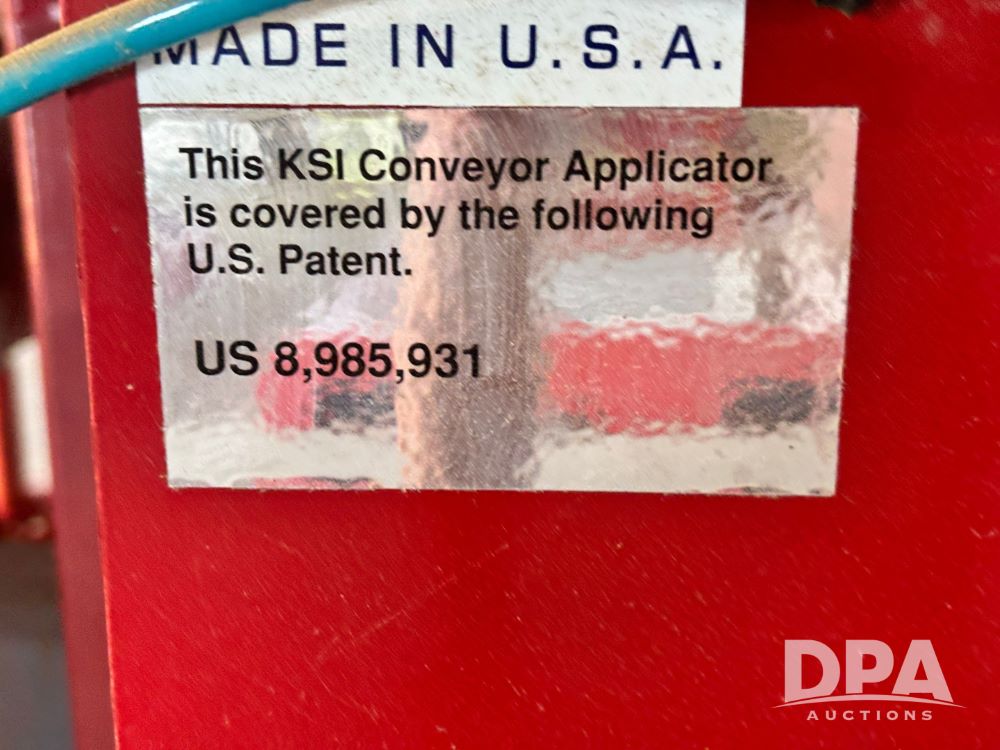 MADE IN U.S.A.
This KSI Conveyor Applicator
is covered by the following
U.S. Patent.
US 8,985,931
DPA
AUCTIONS